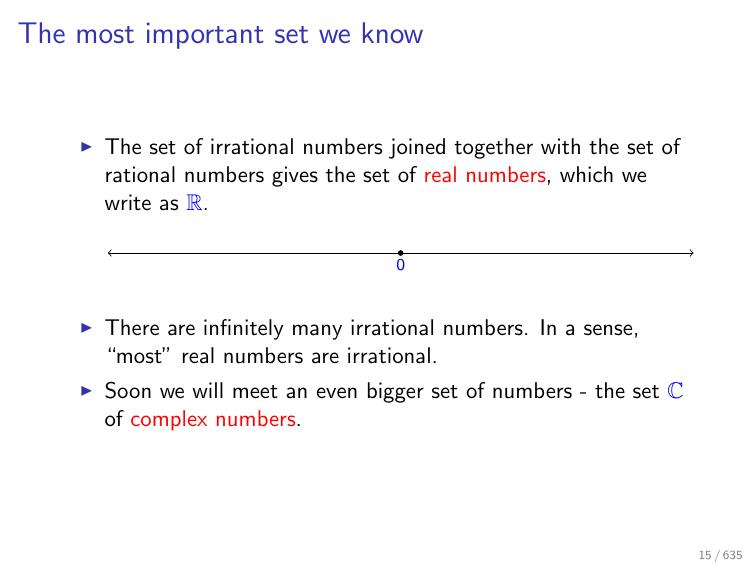 The most important set we know
▶ The set of irrational numbers joined together with the set of
rational numbers gives the set of real numbers, which we
write as ℝ.
0
▶ There are infinitely many irrational numbers. In a sense,
“most” real numbers are irrational.
▶ Soon we will meet an even bigger set of numbers - the set ℂ
of complex numbers.
15 / 635